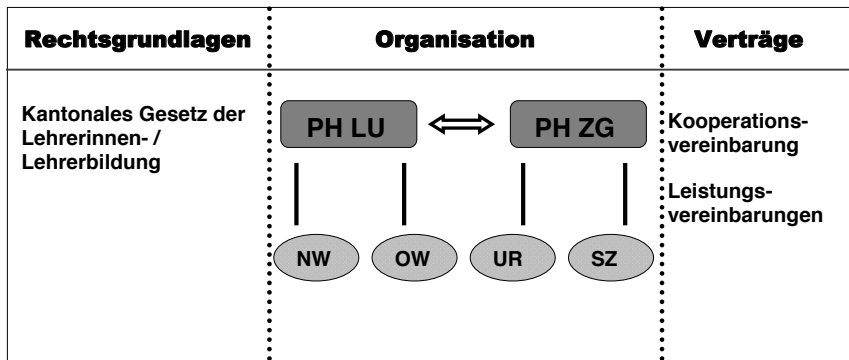 Rechtsgrundlagen
Organisation
Verträge
Kantonales Gesetz der
Lehrerinnen- /
Lehrerbildung
PH LU
PH ZG
NW
OW
UR
SZ
Kooperations-
vereinbarung
Leistungs-
vereinbarungen